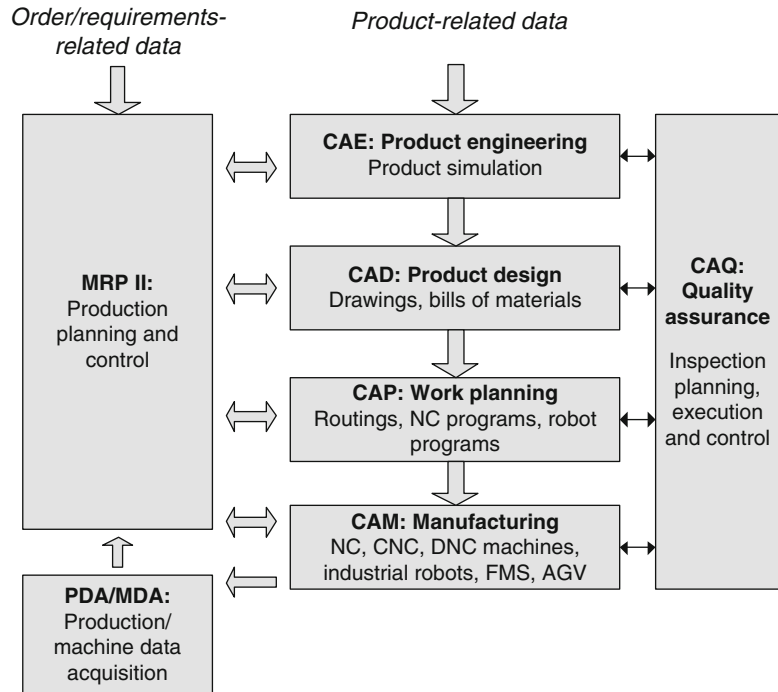 Order/requirements-
related data
Product-related data
MRP II:
Production
planning and
control
PDA/MDA:
Production/
machine data
acquisition
CAE: Product engineering
Product simulation
CAD: Product design
Drawings, bills of materials
CAP: Work planning
Routings, NC programs, robot
programs
CAM: Manufacturing
NC, CNC, DNC machines,
industrial robots, FMS, AGV
CAQ:
Quality
assurance
Inspection
planning,
execution
and control